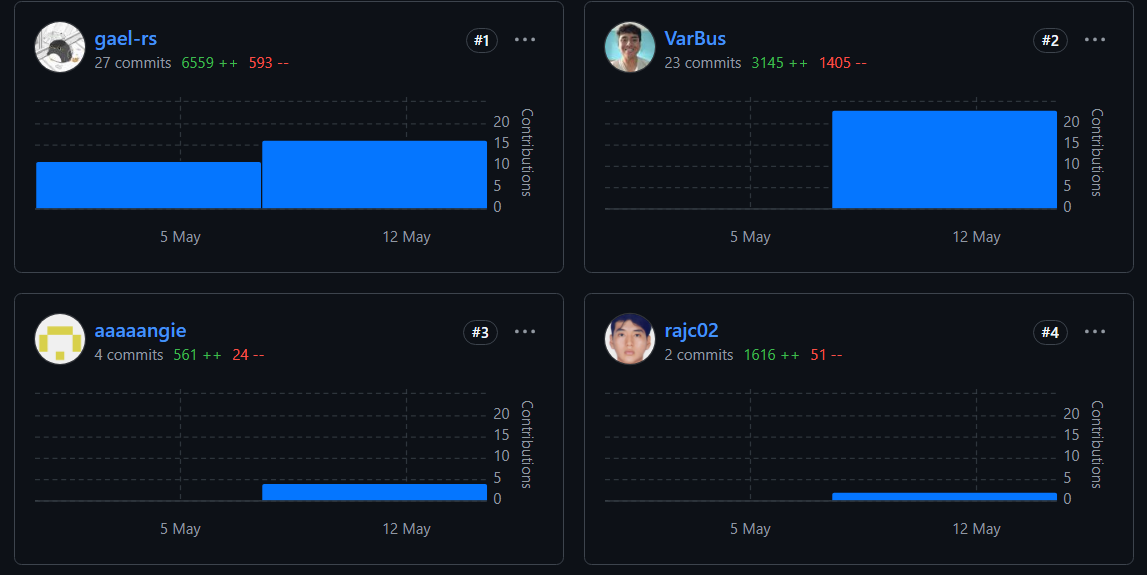 gael-rs #1 ···
27 commits 6559 ++ 593 --
20
15
10
5
0
Contributions
5 May 12 May
VarBus #2 ···
23 commits 3145 ++ 1405 --
20
15
10
5
0
Contributions
5 May 12 May
aaaaangie #3 ···
4 commits 561 ++ 24 --
20
15
10
5
0
Contributions
5 May 12 May
rajc02 #4 ···
2 commits 1616 ++ 51 --
20
15
10
5
0
Contributions
5 May 12 May